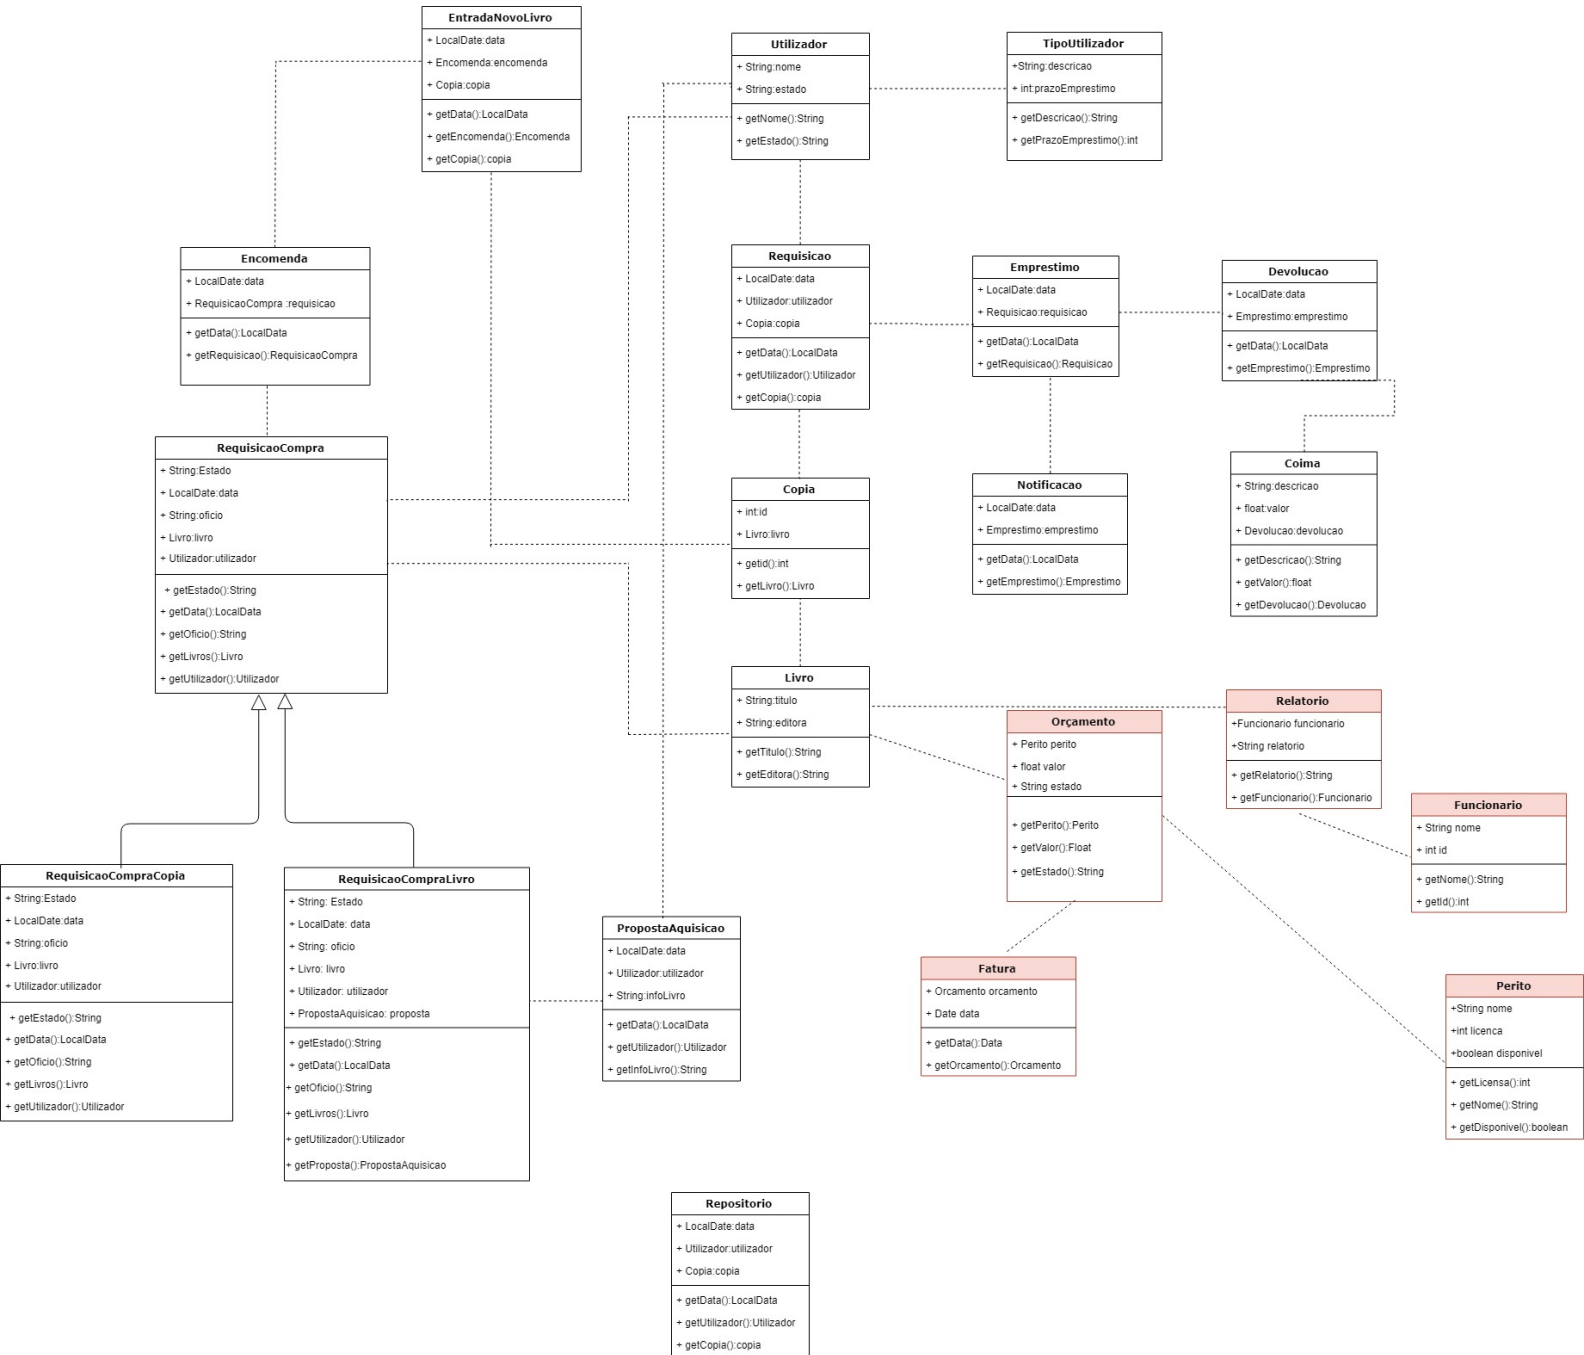 EntradaNovoLivro
+ LocalDate:data
+ Encomenda:encomenda
+ Copia:copia
+ getData():LocalData
+ getEncomenda():Encomenda
+ getCopia():copia
Utilizador
+ String:nome
+ String:estado
+ getNome():String
+ getEstado():String
TipoUtilizador
+String:descricao
+ int:prazoEmprestimo
+ getDescricao():String
+ getPrazoEmprestimo():int
Encomenda
+ LocalDate:data
+ RequisicaoCompra :requisicao
+ getData():LocalData
+ getRequisicao():RequisicaoCompra
Requisicao
+ LocalDate:data
+ Utilizador:utilizador
+ Copia:copia
+ getData():LocalData
+ getUtilizador():Utilizador
+ getCopia():copia
Emprestimo
+ LocalDate:data
+ Requisicao:requisicao
+ getData():LocalData
+ getRequisicao():Requisicao
Devolucao
+ LocalDate:data
+ Emprestimo:emprestimo
+ getData():LocalData
+ getEmprestimo():Emprestimo
RequisicaoCompra
+ String:Estado
+ LocalDate:data
+ String:oficio
+ Livro:livro
+ Utilizador:utilizador
+ getEstado():String
+ getData():LocalData
+ getOficio():String
+ getLivros():Livro
+ getUtilizador():Utilizador
Copia
+ int:id
+ Livro:livro
+ getid():int
+ getLivro():Livro
Notificacao
+ LocalDate:data
+ Emprestimo:emprestimo
+ getData():LocalData
+ getEmprestimo():Emprestimo
Coima
+ String:descricao
+ float:valor
+ Devolucao:devolucao
+ getDescricao():String
+ getValor():float
+ getDevolucao():Devolucao
Livro
+ String:titulo
+ String:editora
+ getTitulo():String
+ getEditora():String
Orçamento
+ Perito perito
+ float valor
+ String estado
+ getPerito():Perito
+ getValor():Float
+ getEstado():String
Relatorio
+Funcionario funcionario
+String relatorio
+ getRelatorio():String
+ getFuncionario():Funcionario
Funcionario
+ String nome
+ int id
+ getNome():String
+ getId():int
RequisicaoCompraCopia
+ String:Estado
+ LocalDate:data
+ String:oficio
+ Livro:livro
+ Utilizador:utilizador
+ getEstado():String
+ getData():LocalData
+ getOficio():String
+ getLivros():Livro
+ getUtilizador():Utilizador
RequisicaoCompraLivro
+ String: Estado
+ LocalDate: data
+ String: oficio
+ Livro: livro
+ Utilizador: utilizador
+ PropostaAquisicao: proposta
+ getEstado():String
+ getData():LocalData
+ getOficio():String
+ getLivros():Livro
+ getUtilizador():Utilizador
+ getProposta():PropostaAquisicao
PropostaAquisicao
+ LocalDate:data
+ Utilizador:utilizador
+ String:infoLivro
+ getData():LocalData
+ getUtilizador():Utilizador
+ getInfoLivro():String
Fatura
+ Orcamento orcamento
+ Date data
+ getData():Data
+ getOrcamento():Orcamento
Perito
+String nome
+int licenca
+boolean disponivel
+ getLicensa():int
+ getNome():String
+ getDisponivel():boolean
Repositorio
+ LocalDate:data
+ Utilizador:utilizador
+ Copia:copia
+ getData():LocalData
+ getUtilizador():Utilizador
+ getCopia():copia